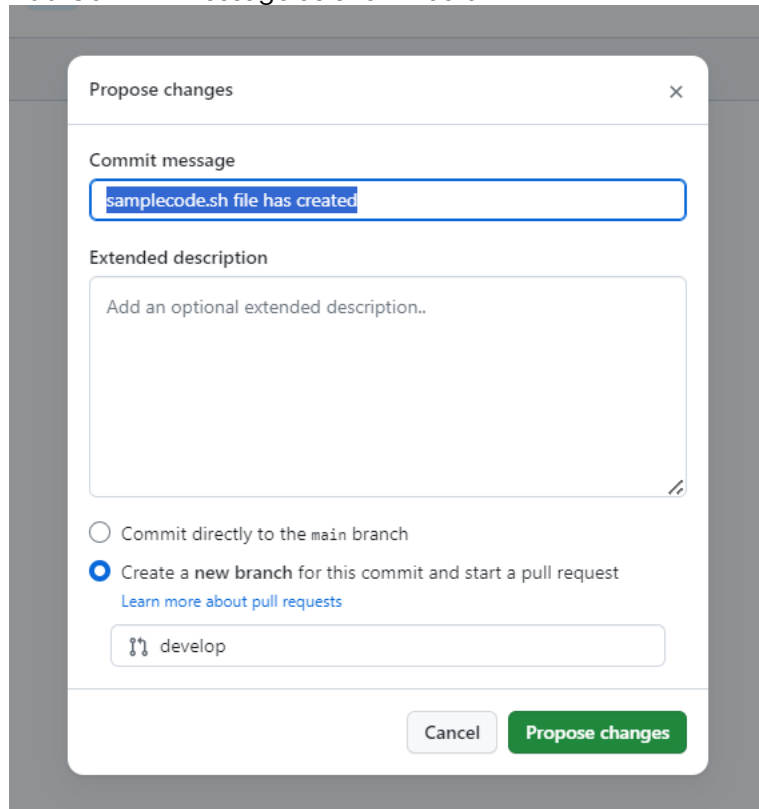 Propose changes
Commit message
samplecode.sh file has created
Extended description
Add an optional extended description..
Commit directly to the main branch
Create a new branch for this commit and start a pull request
Learn more about pull requests
develop
Cancel Propose changes